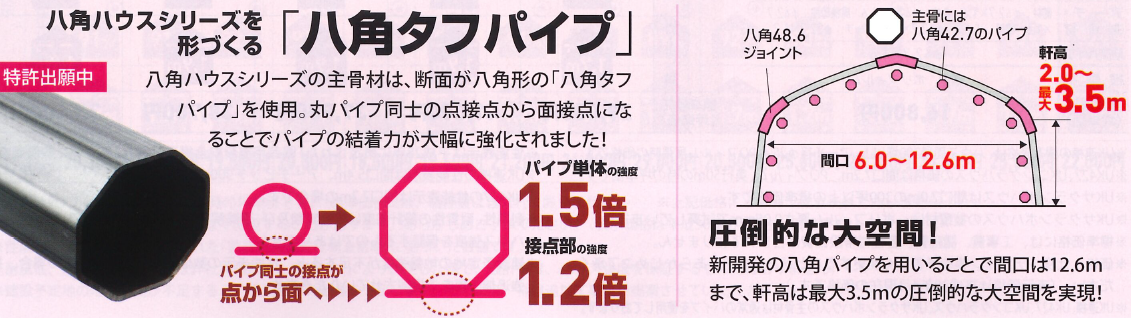 八角ハウスシリーズを
形づくる「八角タフパイプ」
特許出願中
八角ハウスシリーズの主骨材は、断面が八角形の「八角タフ
パイプ」を使用。丸パイプ同士の点接点から面接点にな
ることでパイプの結着力が大幅に強化されました!
パイプ単体の強度
1.5倍
接点部の強度
1.2倍
パイプ同士の接点が
点から面へ▶▶▶
八角48.6
ジョイント
主骨には
八角42.7のパイプ
軒高
2.0〜
最大3.5m
間口 6.0〜12.6m
圧倒的な大空間!
新開発の八角パイプを用いることで間口は12.6m
まで、軒高は最大3.5mの圧倒的な大空間を実現!